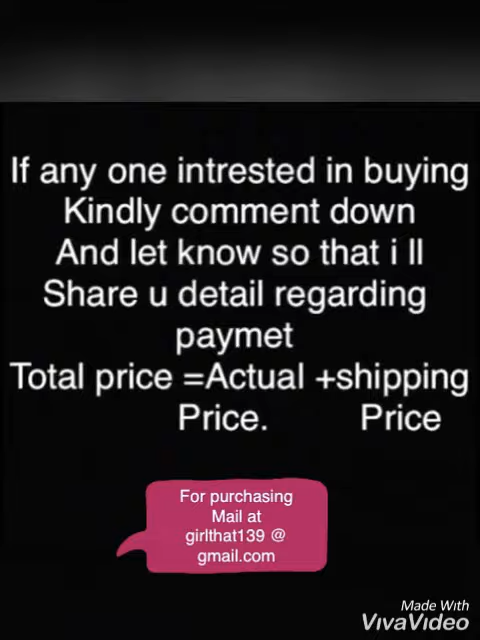 If any one intrested in buying
Kindly comment down
And let know so that i ll
Share u detail regarding
paymet
Total price =Actual +shipping
Price. Price
For purchasing
Mail at
girlthat139 @
gmail.com
Made With
VivaVideo